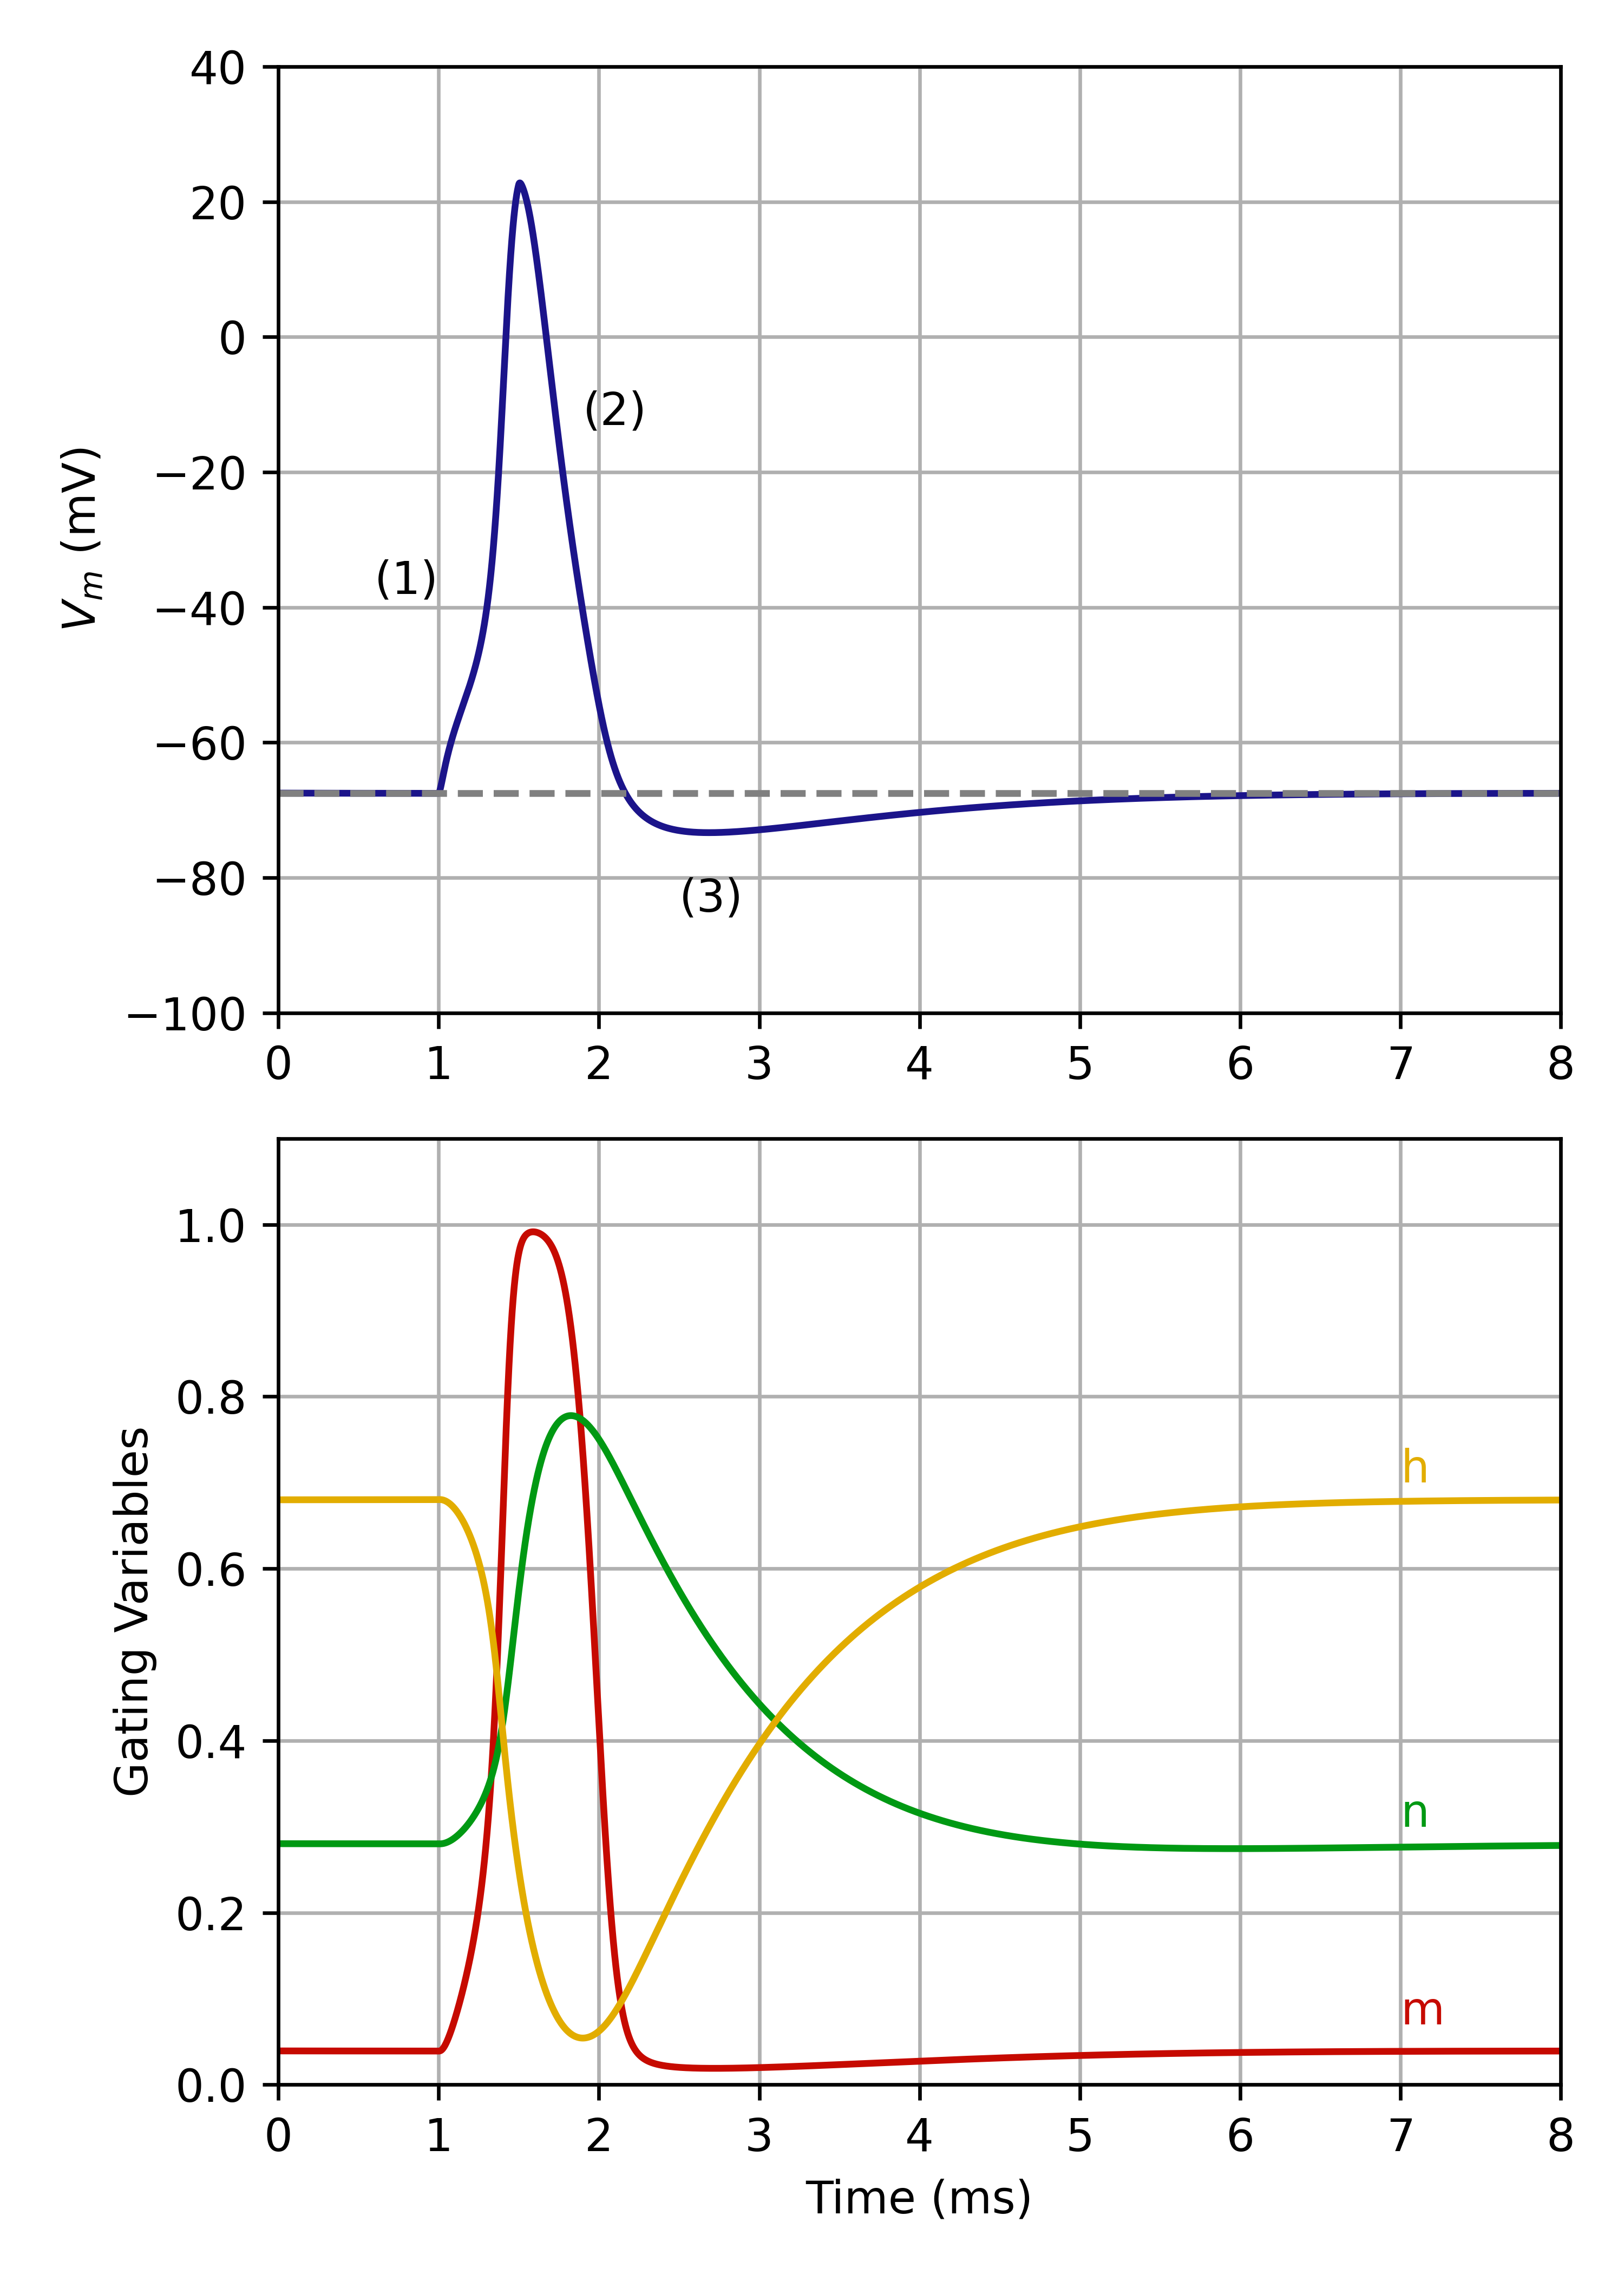 40
20
0
−20
−40
−60
−80
−100
V_m (mV)
(1)
(2)
(3)
0 1 2 3 4 5 6 7 8
1.0
0.8
0.6
0.4
0.2
0.0
Gating Variables
h
n
m
0 1 2 3 4 5 6 7 8
Time (ms)